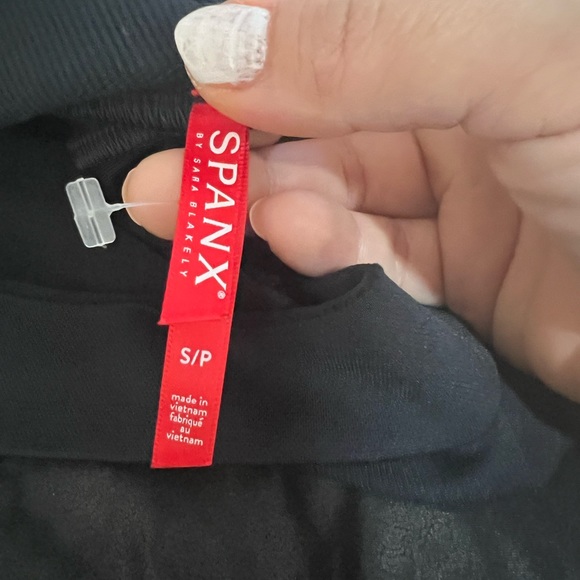 SPANX®
BY SARA BLAKELY
S/P
made in
vietnam
fabriqué
au
vietnam